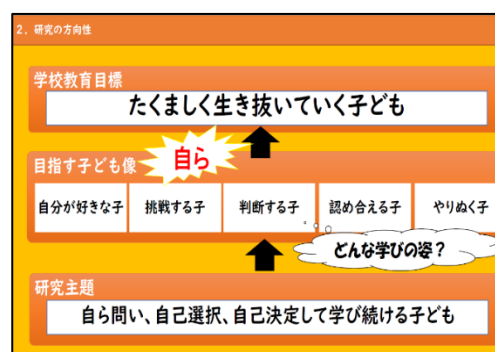 2．研究の方向性
学校教育目標
たくましく生き抜いていく子ども
目指す子ども像
自ら
自分が好きな子
挑戦する子
判断する子
認め合える子
やりぬく子
どんな学びの姿？
研究主題
自ら問い、自己選択、自己決定して学び続ける子ども